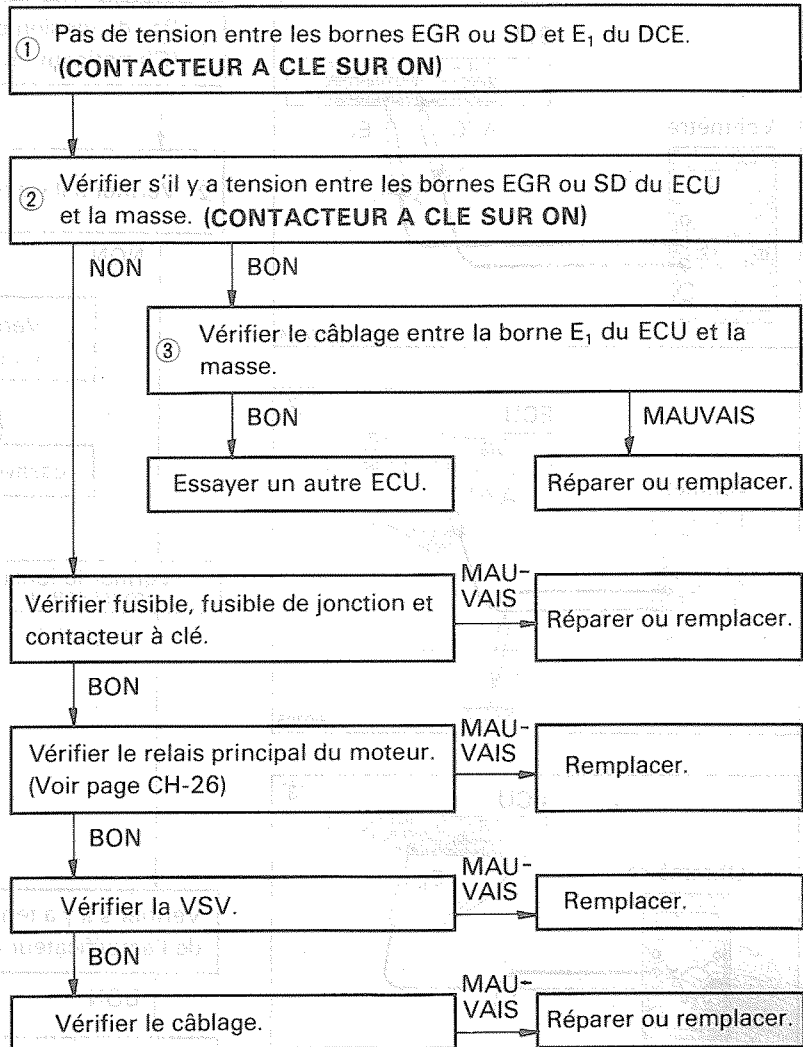 ① Pas de tension entre les bornes EGR ou SD et E₁ du DCE.
(CONTACTEUR A CLE SUR ON)
② Vérifier s'il y a tension entre les bornes EGR ou SD du ECU
et la masse. (CONTACTEUR A CLE SUR ON)
NON BON
③ Vérifier le câblage entre la borne E₁ du ECU et la
masse.
BON MAUVAIS
Essayer un autre ECU. Réparer ou remplacer.
Vérifier fusible, fusible de jonction et
contacteur à clé.
MAU-
VAIS
Réparer ou remplacer.
BON
Vérifier le relais principal du moteur.
(Voir page CH-26)
MAU-
VAIS
Remplacer.
BON
Vérifier la VSV.
MAU-
VAIS
Remplacer.
BON
Vérifier le câblage.
MAU-
VAIS
Réparer ou remplacer.